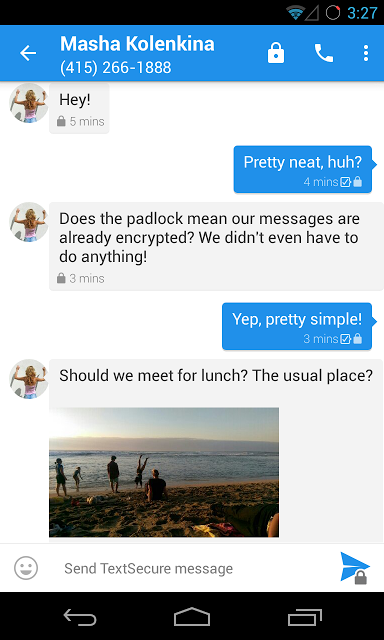 3:27
Masha Kolenkina
(415) 266-1888
Hey!
5 mins
Pretty neat, huh?
4 mins
Does the padlock mean our messages are
already encrypted? We didn't even have to
do anything!
3 mins
Yep, pretty simple!
3 mins
Should we meet for lunch? The usual place?
Send TextSecure message